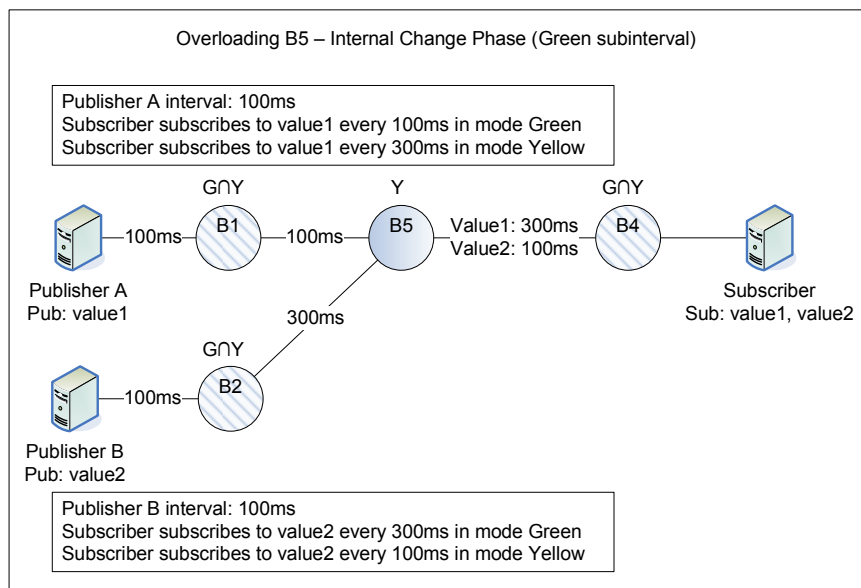 Overloading B5 – Internal Change Phase (Green subinterval)
Publisher A interval: 100ms
Subscriber subscribes to value1 every 100ms in mode Green
Subscriber subscribes to value1 every 300ms in mode Yellow
G∩Y
Y
G∩Y
100ms
B1
100ms
B5
Value1: 300ms
Value2: 100ms
B4
Publisher A
Pub: value1
Subscriber
Sub: value1, value2
300ms
G∩Y
100ms
B2
Publisher B
Pub: value2
Publisher B interval: 100ms
Subscriber subscribes to value2 every 300ms in mode Green
Subscriber subscribes to value2 every 100ms in mode Yellow